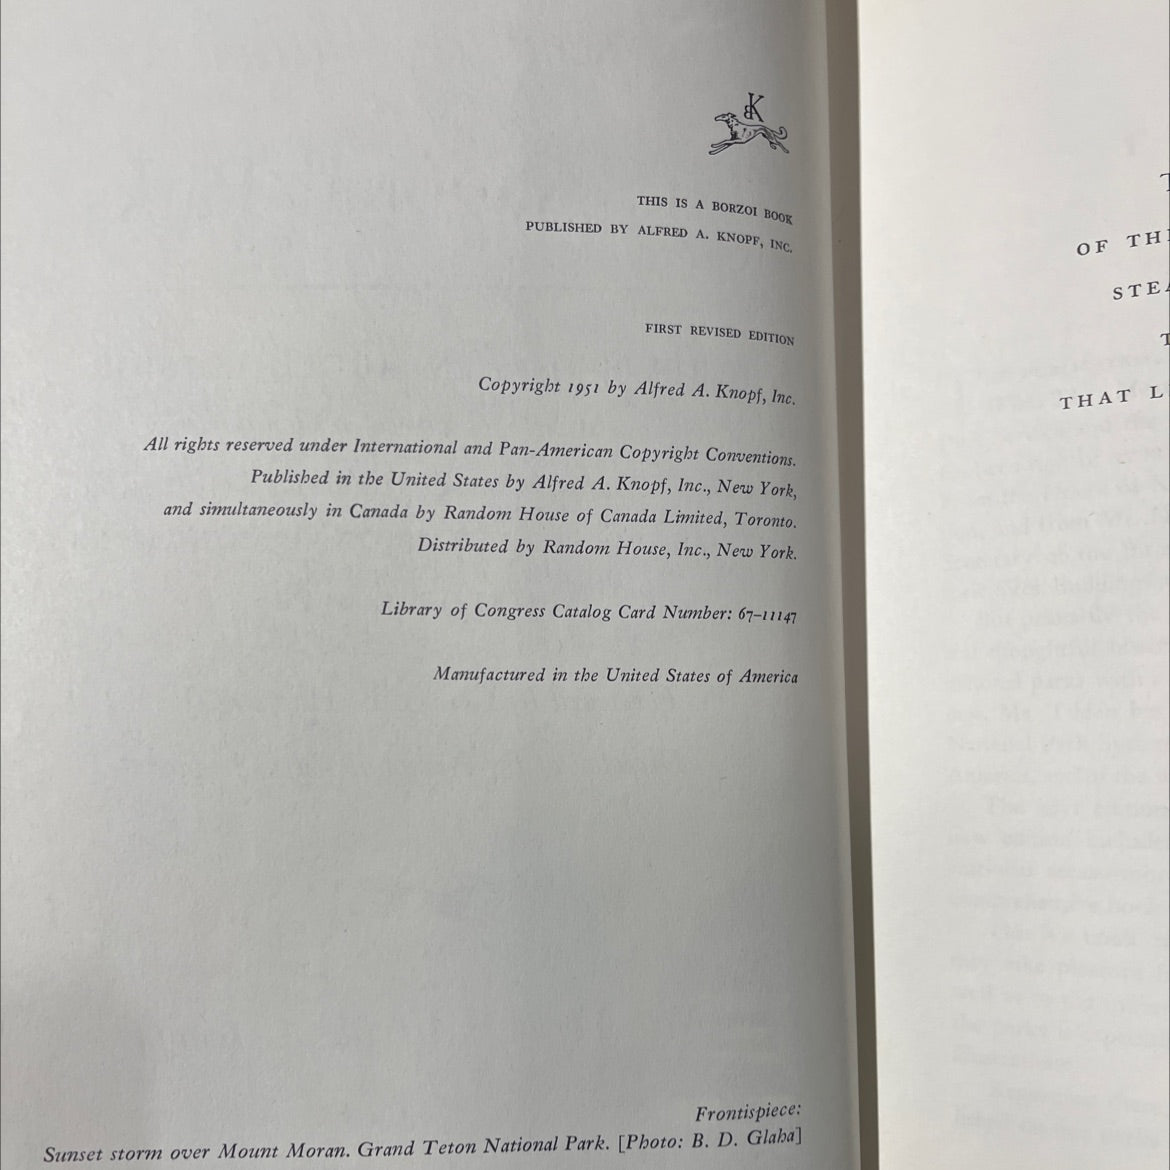 BK
THIS IS A BORZOI BOOK
PUBLISHED BY ALFRED A. KNOPF, INC.
FIRST REVISED EDITION
Copyright 1951 by Alfred A. Knopf, Inc.
All rights reserved under International and Pan-American Copyright Conventions.
Published in the United States by Alfred A. Knopf, Inc., New York,
and simultaneously in Canada by Random House of Canada Limited, Toronto.
Distributed by Random House, Inc., New York.
Library of Congress Catalog Card Number: 67-11147
Manufactured in the United States of America
Frontispiece:
Sunset storm over Mount Moran. Grand Teton National Park. [Photo: B. D. Glaha]
OF
THAT